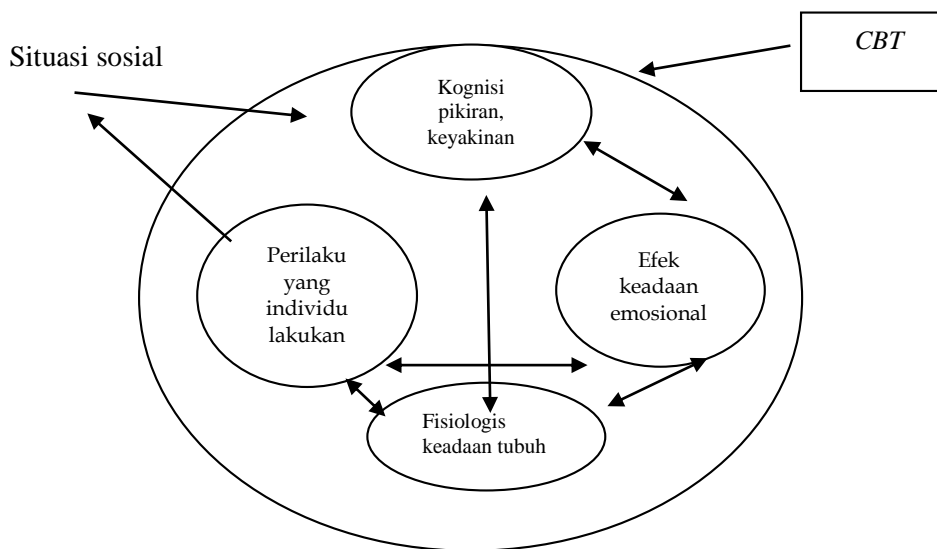 Situasi sosial
CBT
Kognisi
pikiran,
keyakinan
Perilaku
yang
individu
lakukan
Efek
keadaan
emosional
Fisiologis
keadaan tubuh